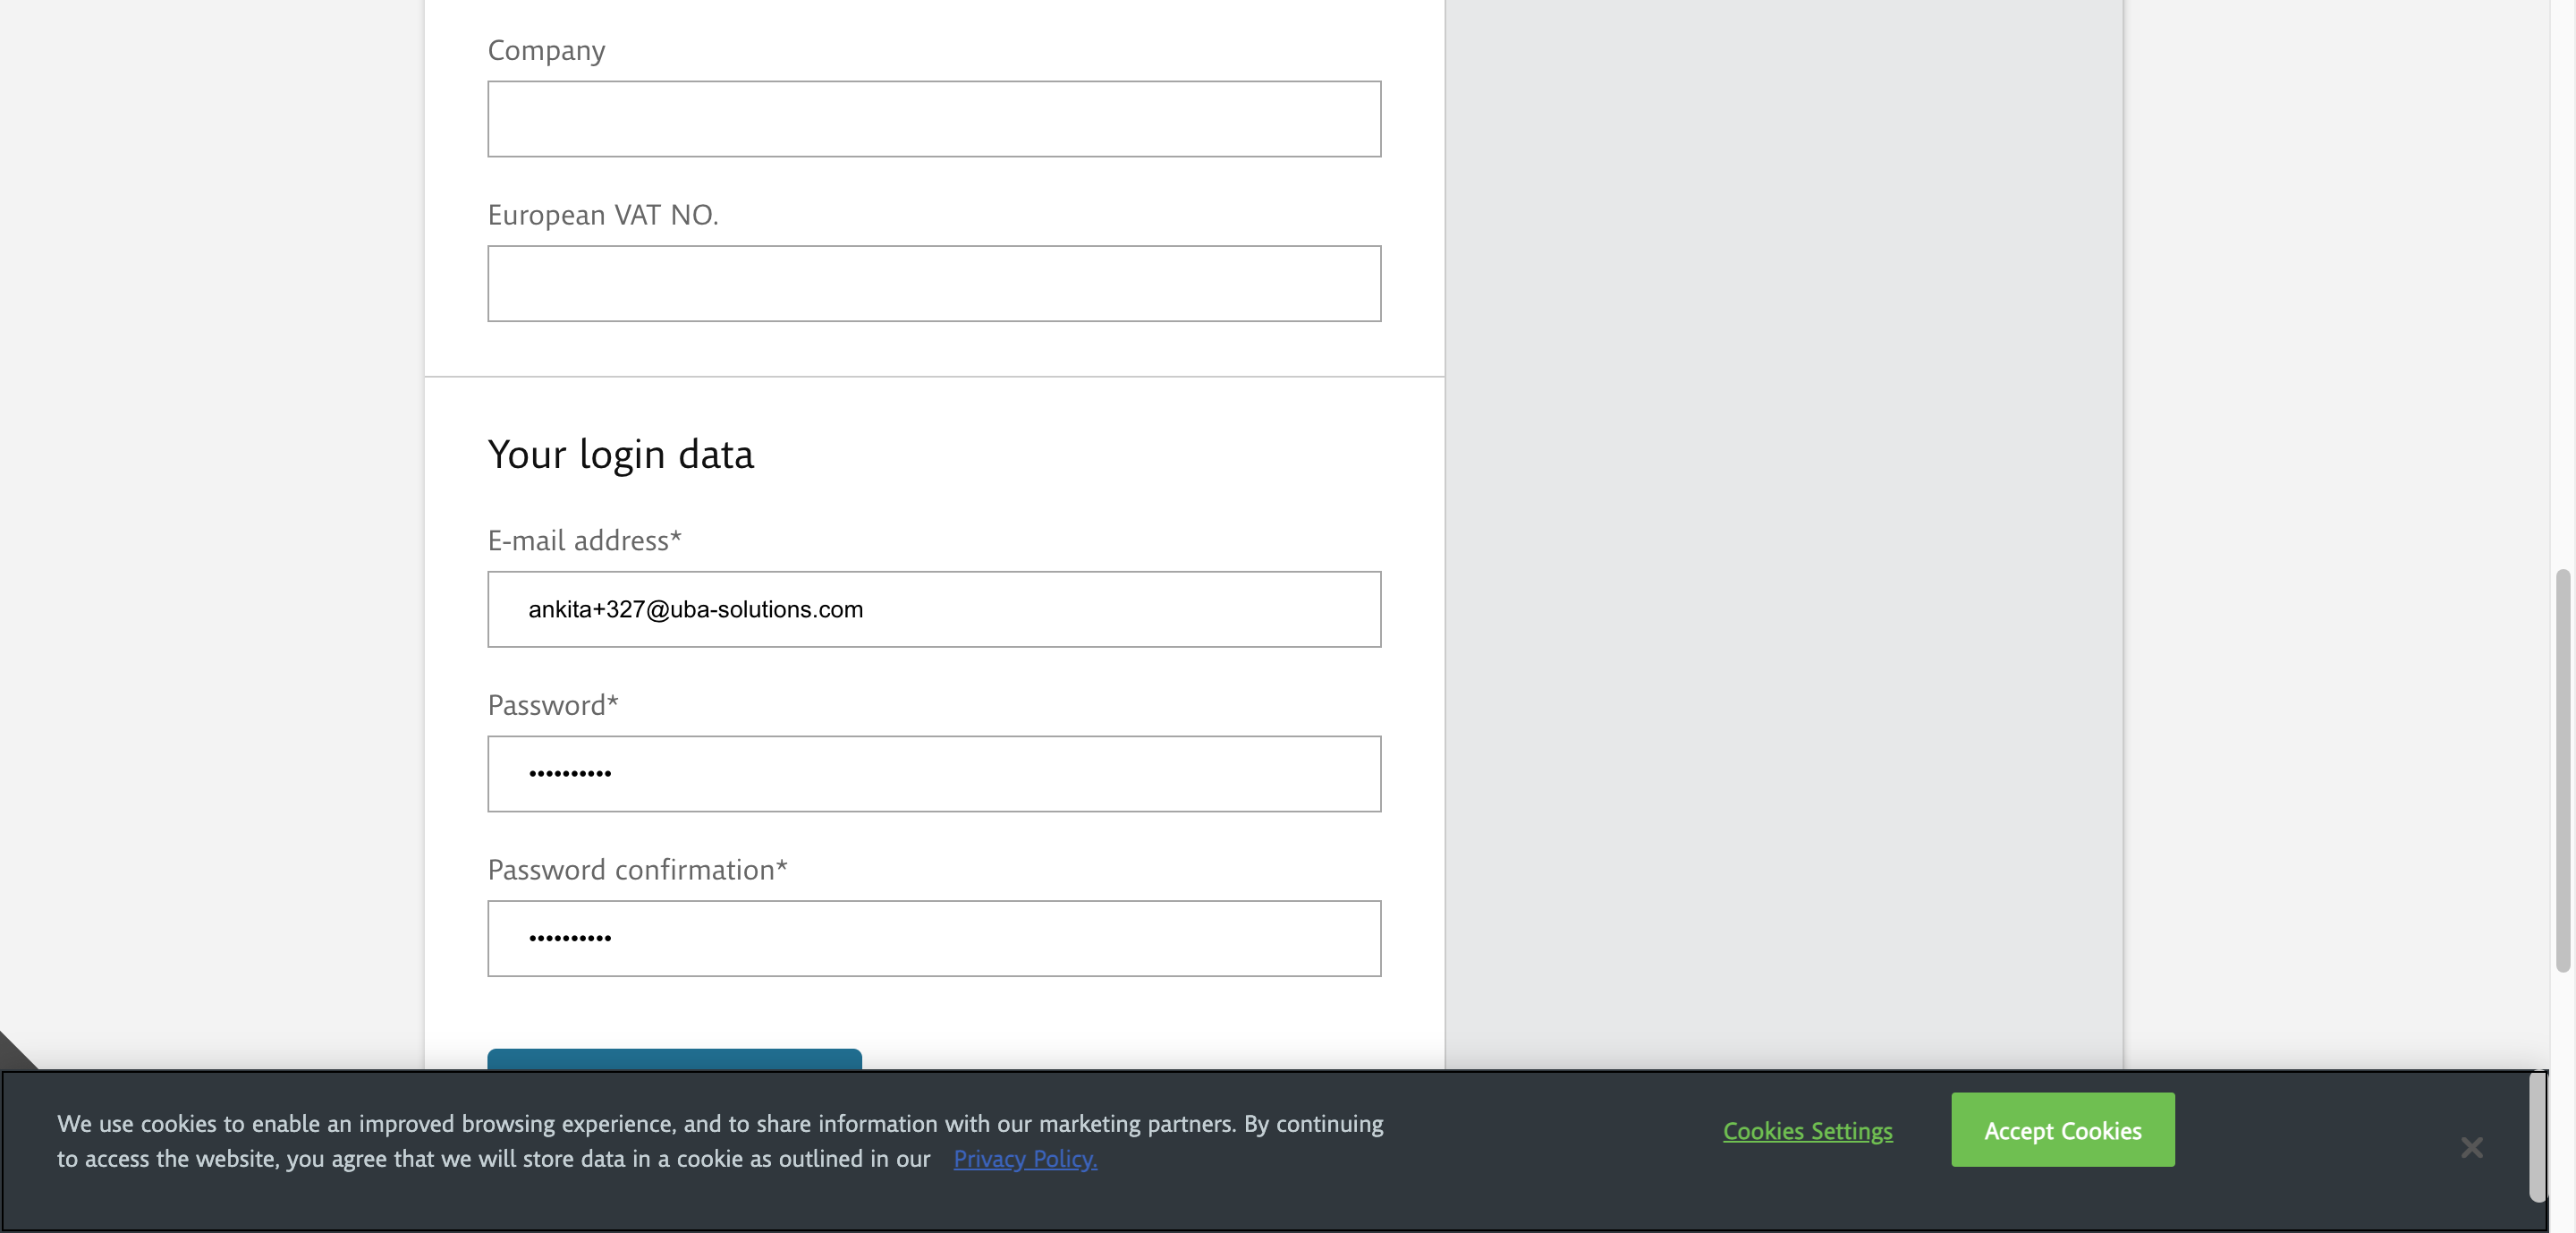 Company
European VAT NO.
Your login data
E-mail address*
ankita+327@uba-solutions.com
Password*
••••••••••
Password confirmation*
••••••••••
We use cookies to enable an improved browsing experience, and to share information with our marketing partners. By continuing
to access the website, you agree that we will store data in a cookie as outlined in our Privacy Policy.
Cookies Settings
Accept Cookies